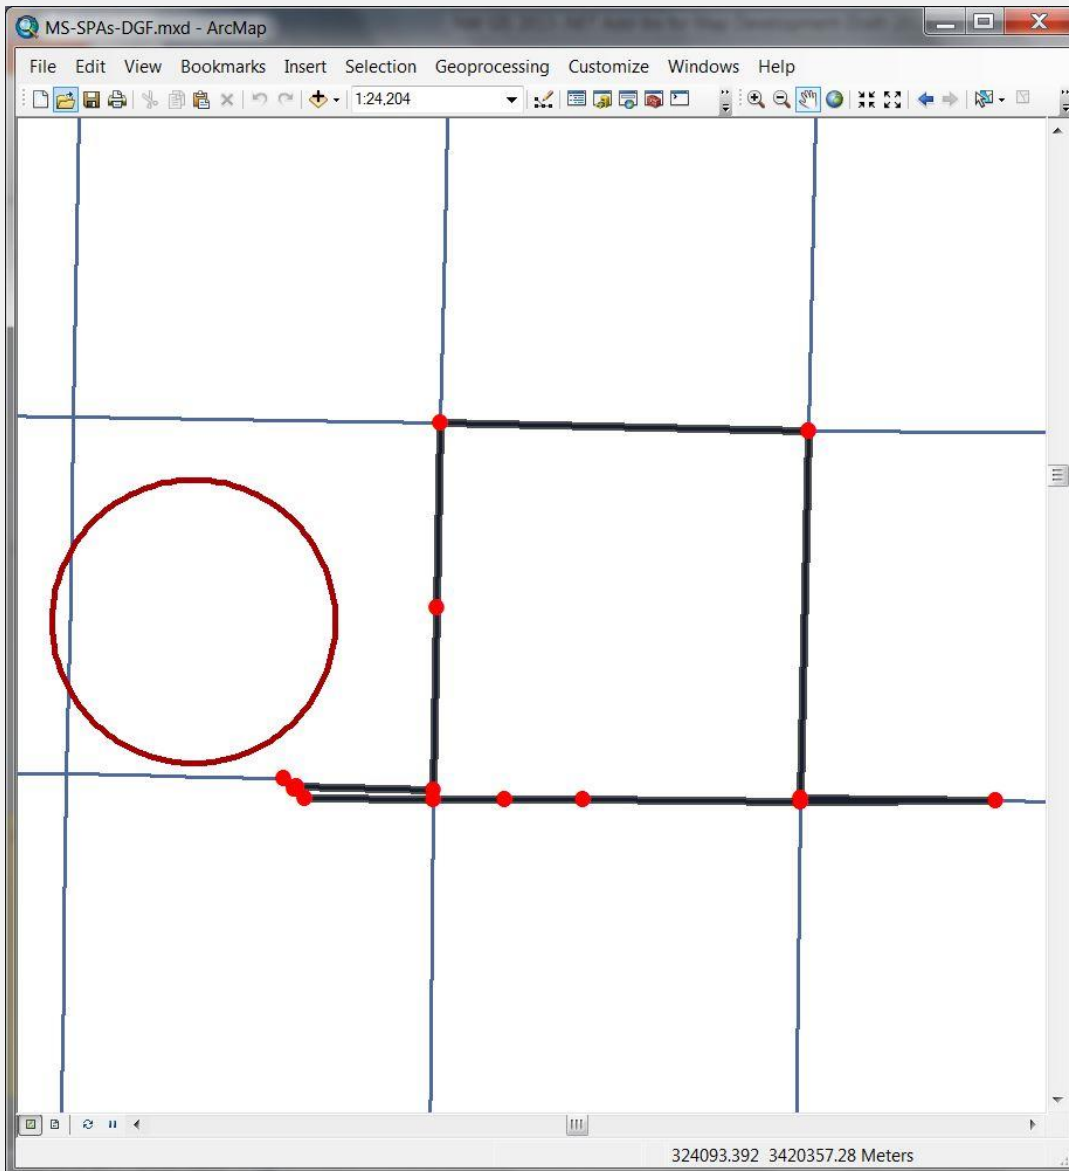 MS-SPAs-DGF.mxd - ArcMap
File Edit View Bookmarks Insert Selection Geoprocessing Customize Windows Help
1:24,204
324093.392 3420357.28 Meters